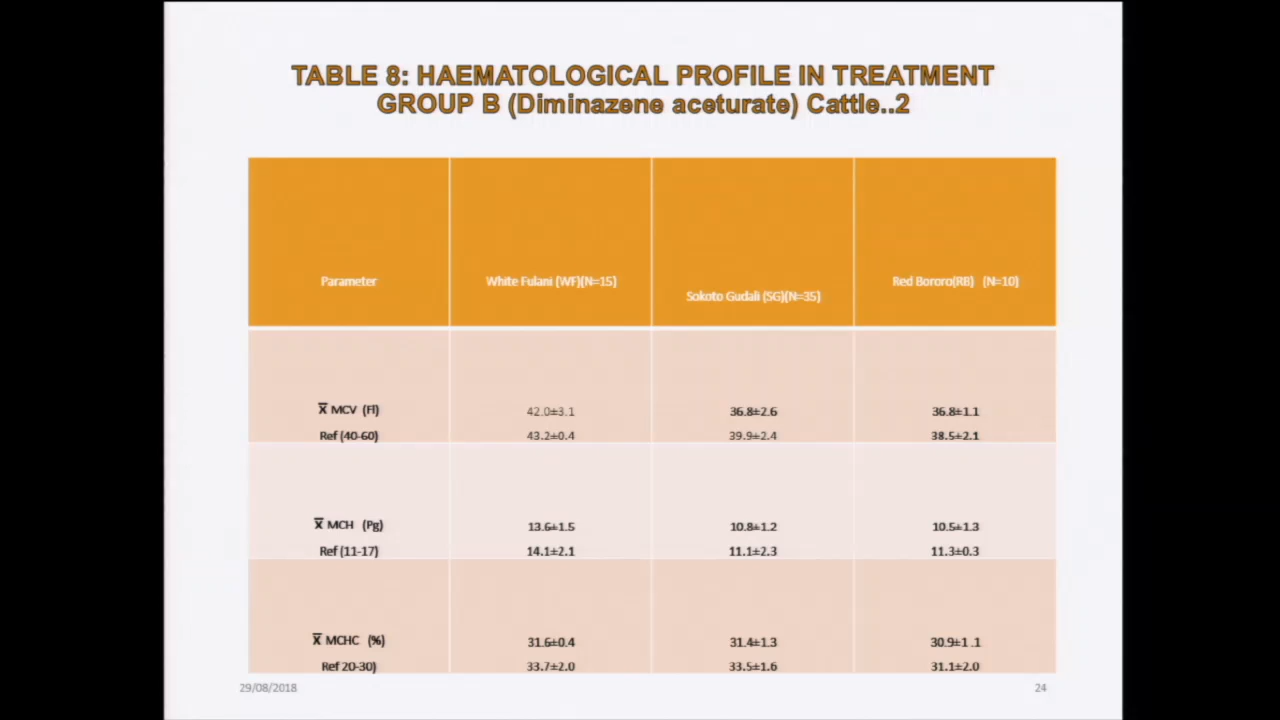 TABLE 8: HAEMATOLOGICAL PROFILE IN TREATMENT
GROUP B (Diminazene aceturate) Cattle..2
Parameter White Fulani (WF)(N=15) Sokoto Gudali (SG)(N=35) Red Bororo(RB) (N=10)
x̅ MCV (Fl) 42.0±3.1 36.8±2.6 36.8±1.1
Ref (40-60) 43.2±0.4 39.9±2.4 38.5±2.1
x̅ MCH (Pg) 13.6±1.5 10.8±1.2 10.5±1.3
Ref (11-17) 14.1±2.1 11.1±2.3 11.3±0.3
x̅ MCHC (%) 31.6±0.4 31.4±1.3 30.9±1 .1
Ref 20-30) 33.7±2.0 33.5±1.6 31.1±2.0
29/08/2018 24